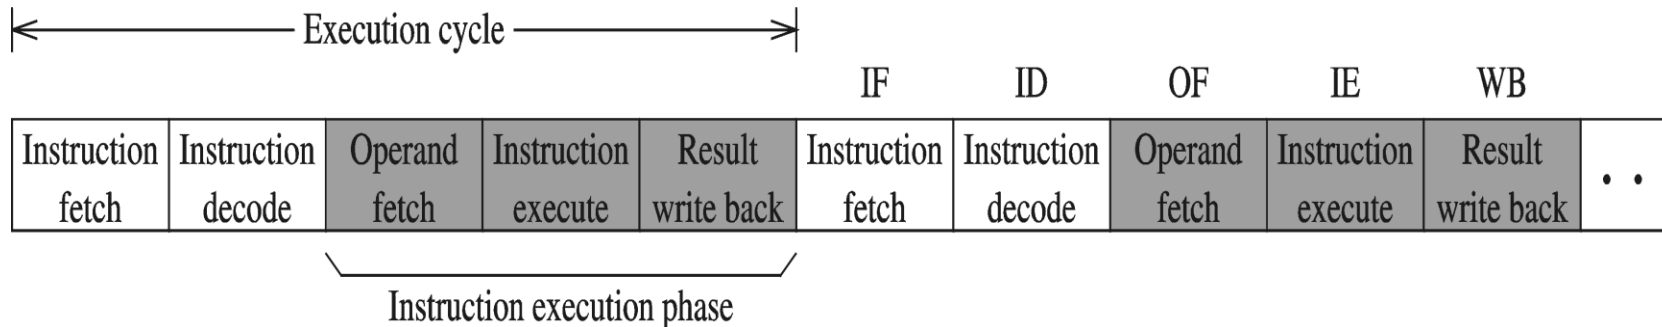 Execution cycle
IF ID OF IE WB
Instruction Instruction Operand Instruction Result Instruction Instruction Operand Instruction Result
fetch decode fetch execute write back fetch decode fetch execute write back . .
Instruction execution phase